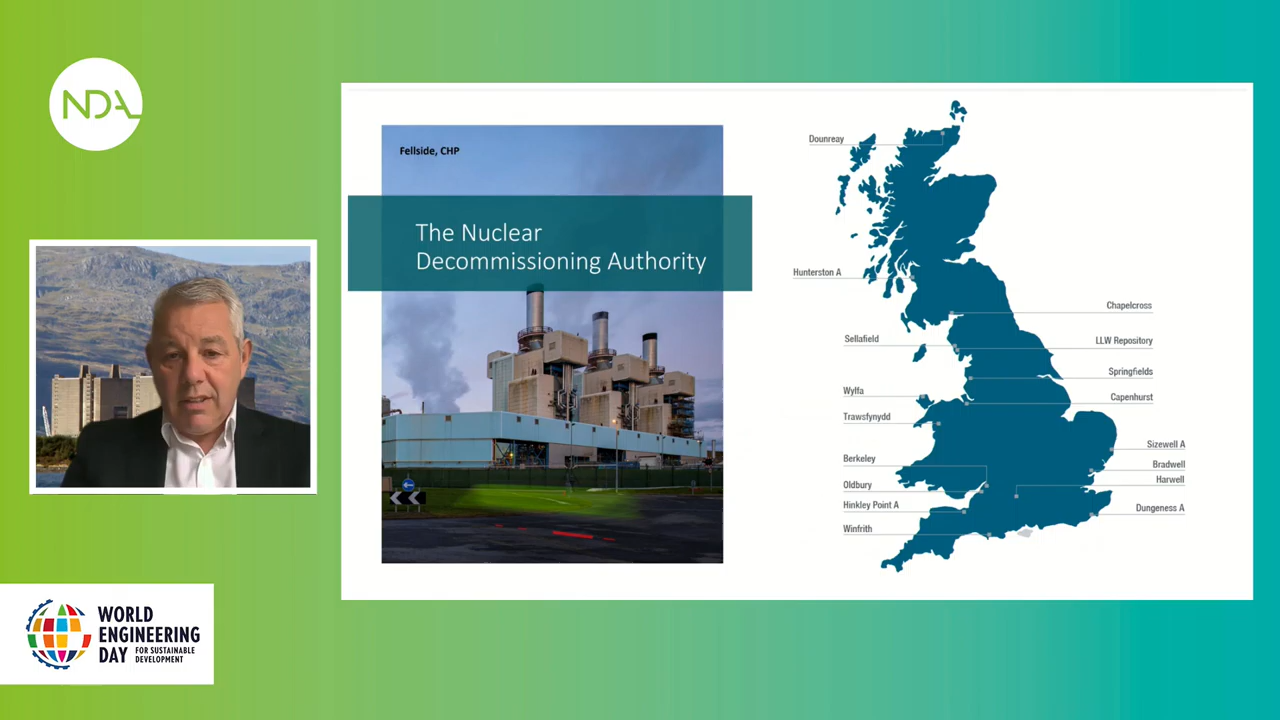 NDA
Fellside, CHP
The Nuclear
Decommissioning Authority
Dounreay
Hunterston A
Chapelcross
Sellafield
LLW Repository
Springfields
Wylfa
Capenhurst
Trawsfynydd
Sizewell A
Berkeley
Bradwell
Harwell
Oldbury
Hinkley Point A
Dungeness A
Winfrith
WORLD
ENGINEERING
DAY
FOR SUSTAINABLE
DEVELOPMENT